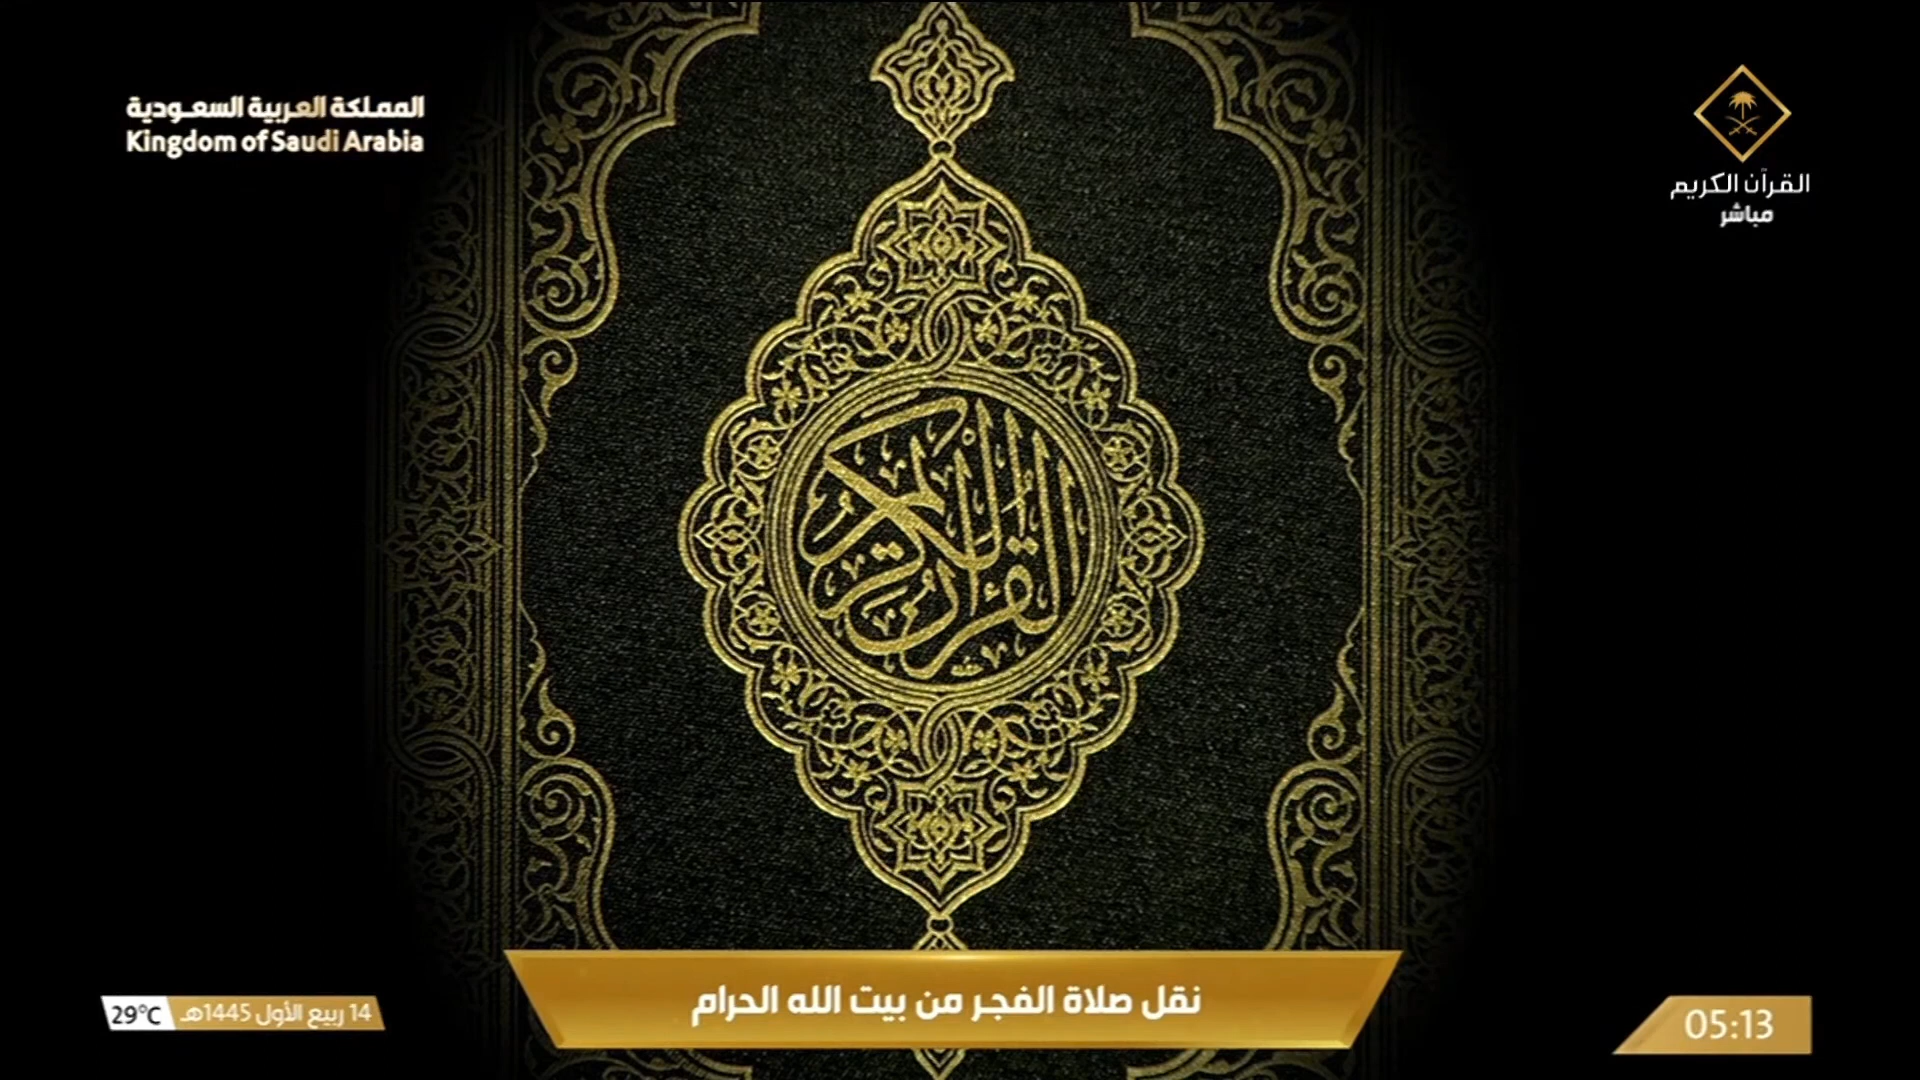 المملكة العربية السعودية
Kingdom of Saudi Arabia
القرآن الكريم
مباشر
القرآن الكريم
نقل صلاة الفجر من بيت الله الحرام
14 ربيع الأول 1445هـ
29°C
05:13